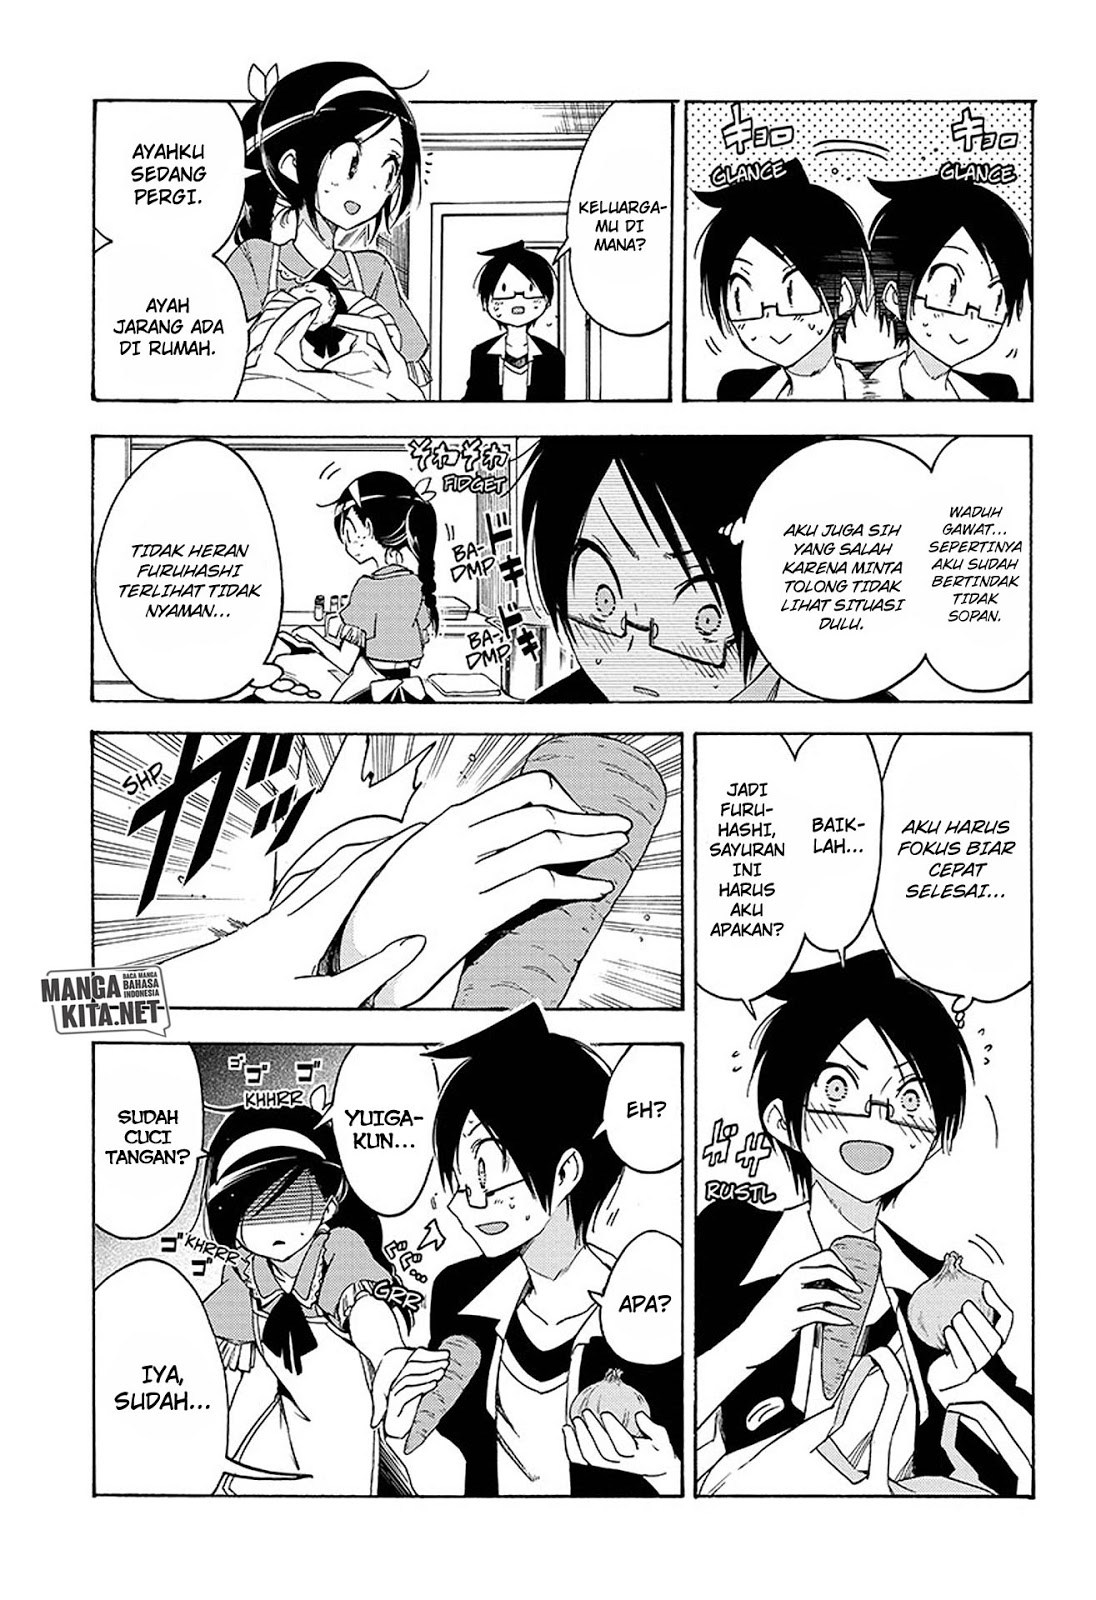 キョロ
GLANCE
キョロ
GLANCE
KELUARGA-
MU DI
MANA?
AYAHKU
SEDANG
PERGI.
AYAH
JARANG ADA
DI RUMAH.
WADUH
GAWAT...
SEPERTINYA
AKU SUDAH
BERTINDAK
TIDAK
SOPAN.
AKU JUGA SIH
YANG SALAH
KARENA MINTA
TOLONG TIDAK
LIHAT SITUASI
DULU.
そわそわ
FIDGET
ドキ
BA-
DMP
ドキ
BA-
DMP
TIDAK HERAN
FURUHASHI
TERLIHAT TIDAK
NYAMAN...
AKU HARUS
FOKUS BIAR
CEPAT
SELESAI...
BAIK-
LAH...
JADI
FURU-
HASHI,
SAYURAN
INI
HARUS
AKU
APAKAN?
ガサ
RUSTL
ガッ
SHP
MANGA
KITA.NET
BACA MANGA
BAHASA
INDONESIA
EH?
APA?
YUIGA-
KUN...
ゴゴゴ
KHHRR
SUDAH
CUCI
TANGAN?
ゴゴ
KHRRR
GRR
IYA,
SUDAH...